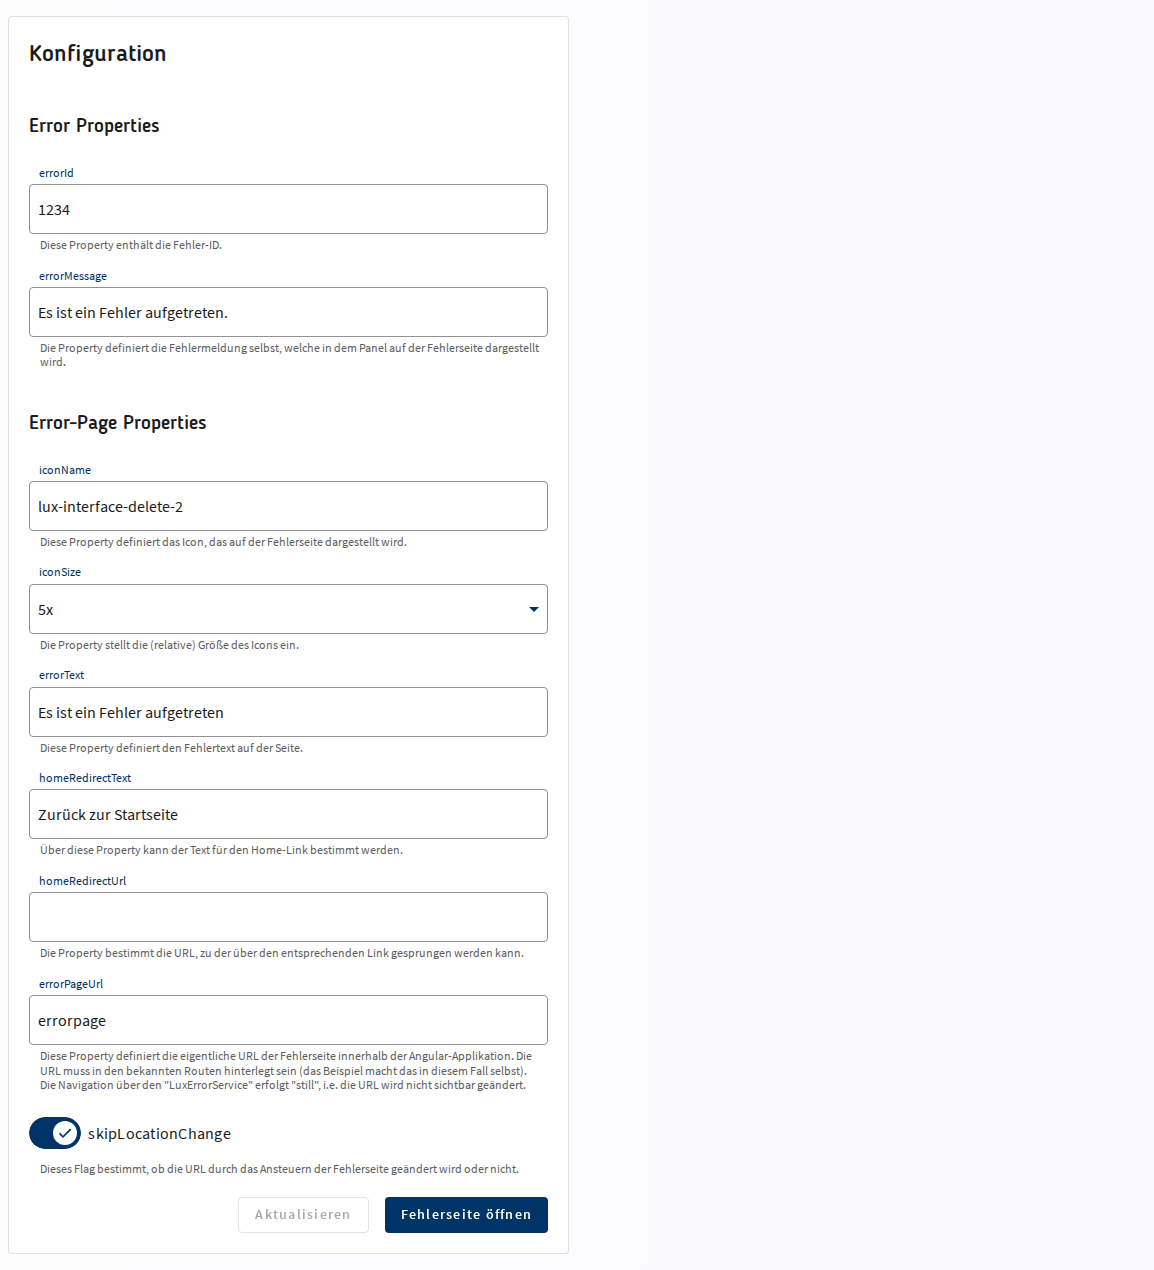 Konfiguration
Error Properties
errorId
1234
Diese Property enthält die Fehler-ID.
errorMessage
Es ist ein Fehler aufgetreten.
Die Property definiert die Fehlermeldung selbst, welche in dem Panel auf der Fehlerseite dargestellt
wird.
Error-Page Properties
iconName
lux-interface-delete-2
Diese Property definiert das Icon, das auf der Fehlerseite dargestellt wird.
iconSize
5x
Die Property stellt die (relative) Größe des Icons ein.
errorText
Es ist ein Fehler aufgetreten
Diese Property definiert den Fehlertext auf der Seite.
homeRedirectText
Zurück zur Startseite
Über diese Property kann der Text für den Home-Link bestimmt werden.
homeRedirectUrl
Die Property bestimmt die URL, zu der über den entsprechenden Link gesprungen werden kann.
errorPageUrl
errorpage
Diese Property definiert die eigentliche URL der Fehlerseite innerhalb der Angular-Applikation. Die
URL muss in den bekannten Routen hinterlegt sein (das Beispiel macht das in diesem Fall selbst).
Die Navigation über den "LuxErrorService" erfolgt "still", i.e. die URL wird nicht sichtbar geändert.
skipLocationChange
Dieses Flag bestimmt, ob die URL durch das Ansteuern der Fehlerseite geändert wird oder nicht.
Aktualisieren Fehlerseite öffnen